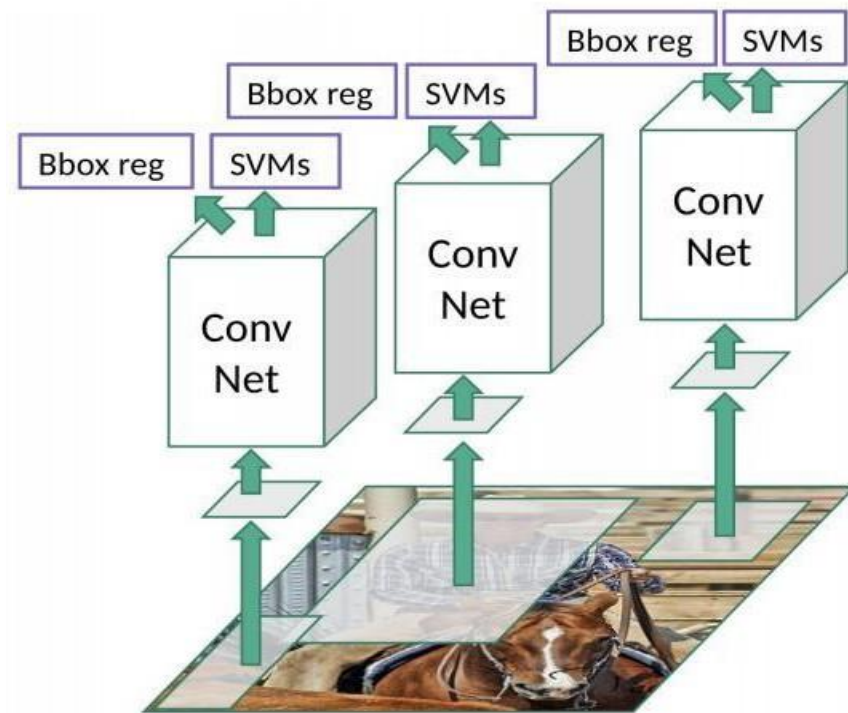 Bbox reg
SVMs
Bbox reg
SVMs
Bbox reg
SVMs
Conv
Net
Conv
Net
Conv
Net